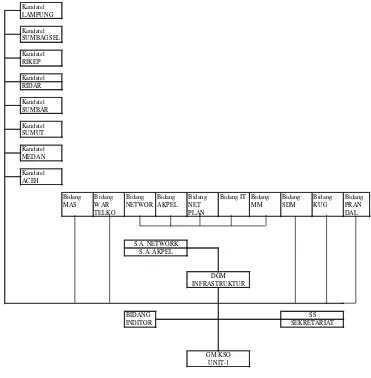 Kandatel
LAMPUNG
Kandatel
SUMBAGSEL
Kandatel
RIKEP
Kandatel
RIDAR
Kandatel
SUMBAR
Kandatel
SUMUT
Kandatel
MEDAN
Kandatel
ACEH
Bidang MAS
Bidang WAR TELKO
Bidang NETWOR
Bidang AKPEL
Bidang NET PLAN
Bidang IT
Bidang MM
Bidang SDM
Bidang KUG
Bidang PRAN DAL
S.A NETWORK
S.A AKPEL
DGM
INFRASTRUKTUR
BIDANG
INDITOR
SS
SEKRETARIAT
GM KSO
UNIT-1